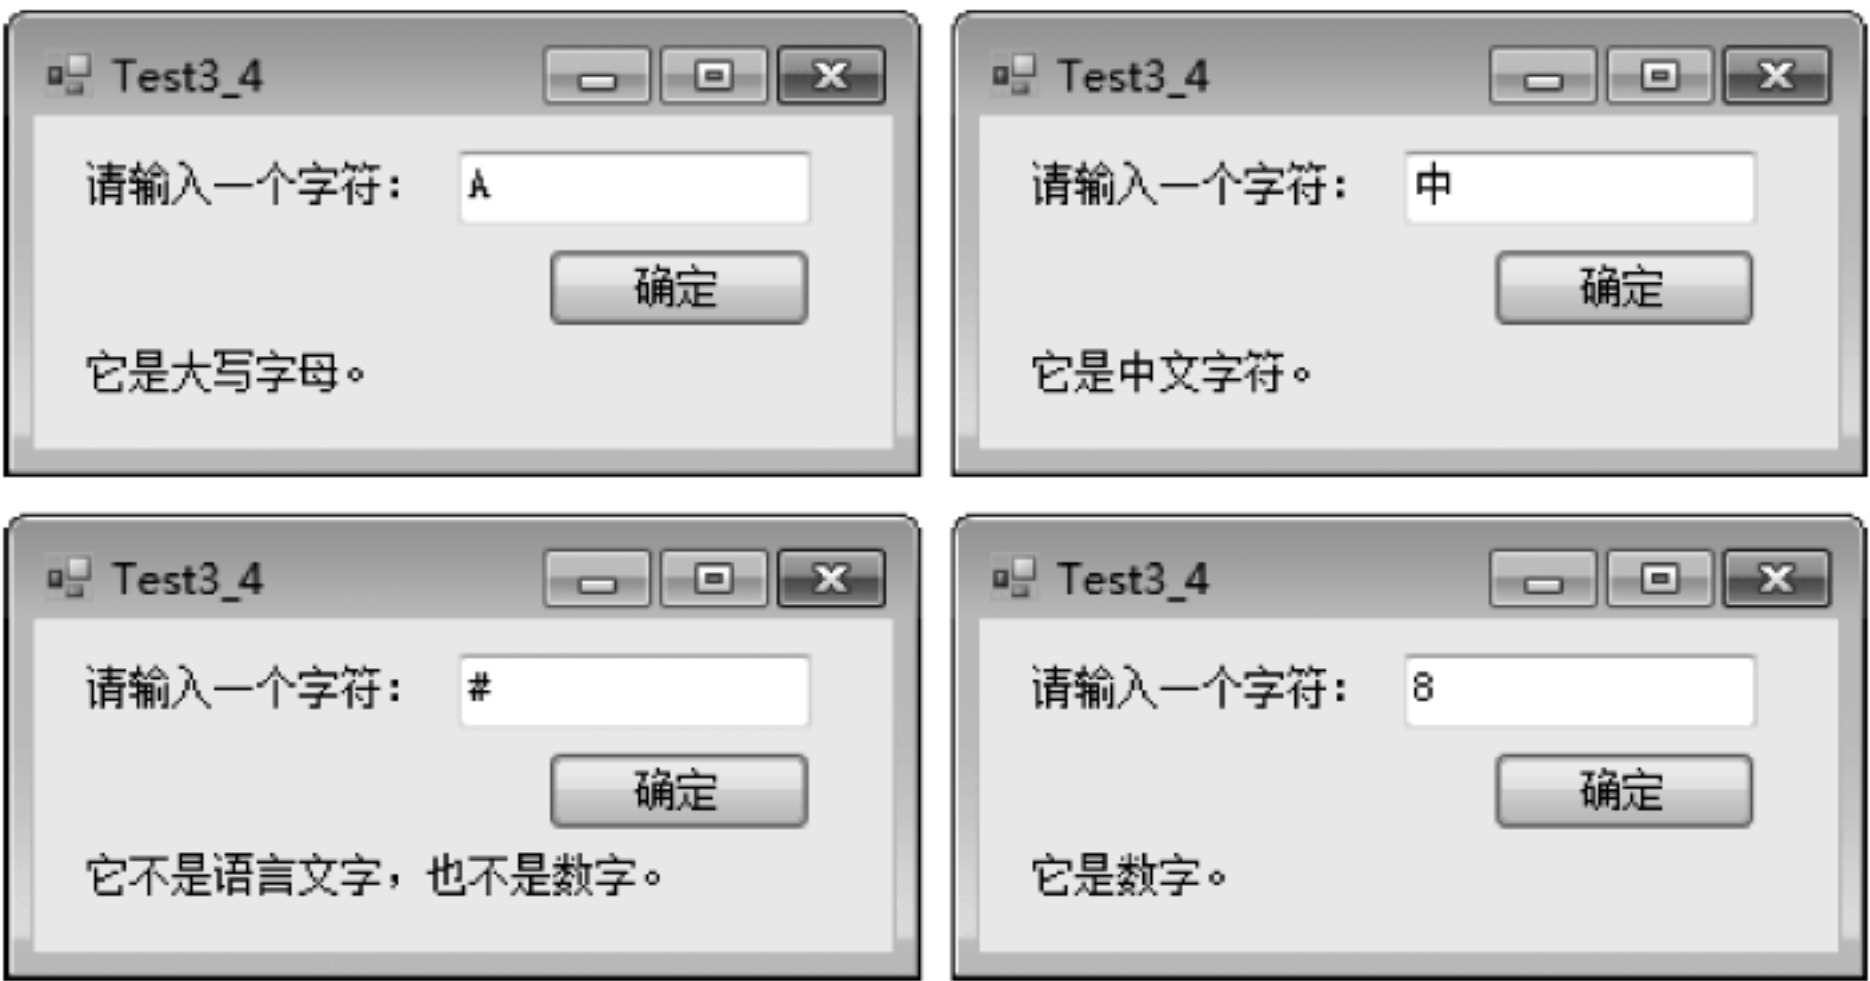 Test3_4
请输入一个字符： A
确定
它是大写字母。
Test3_4
请输入一个字符： 中
确定
它是中文字符。
Test3_4
请输入一个字符： #
确定
它不是语言文字，也不是数字。
Test3_4
请输入一个字符： 8
确定
它是数字。